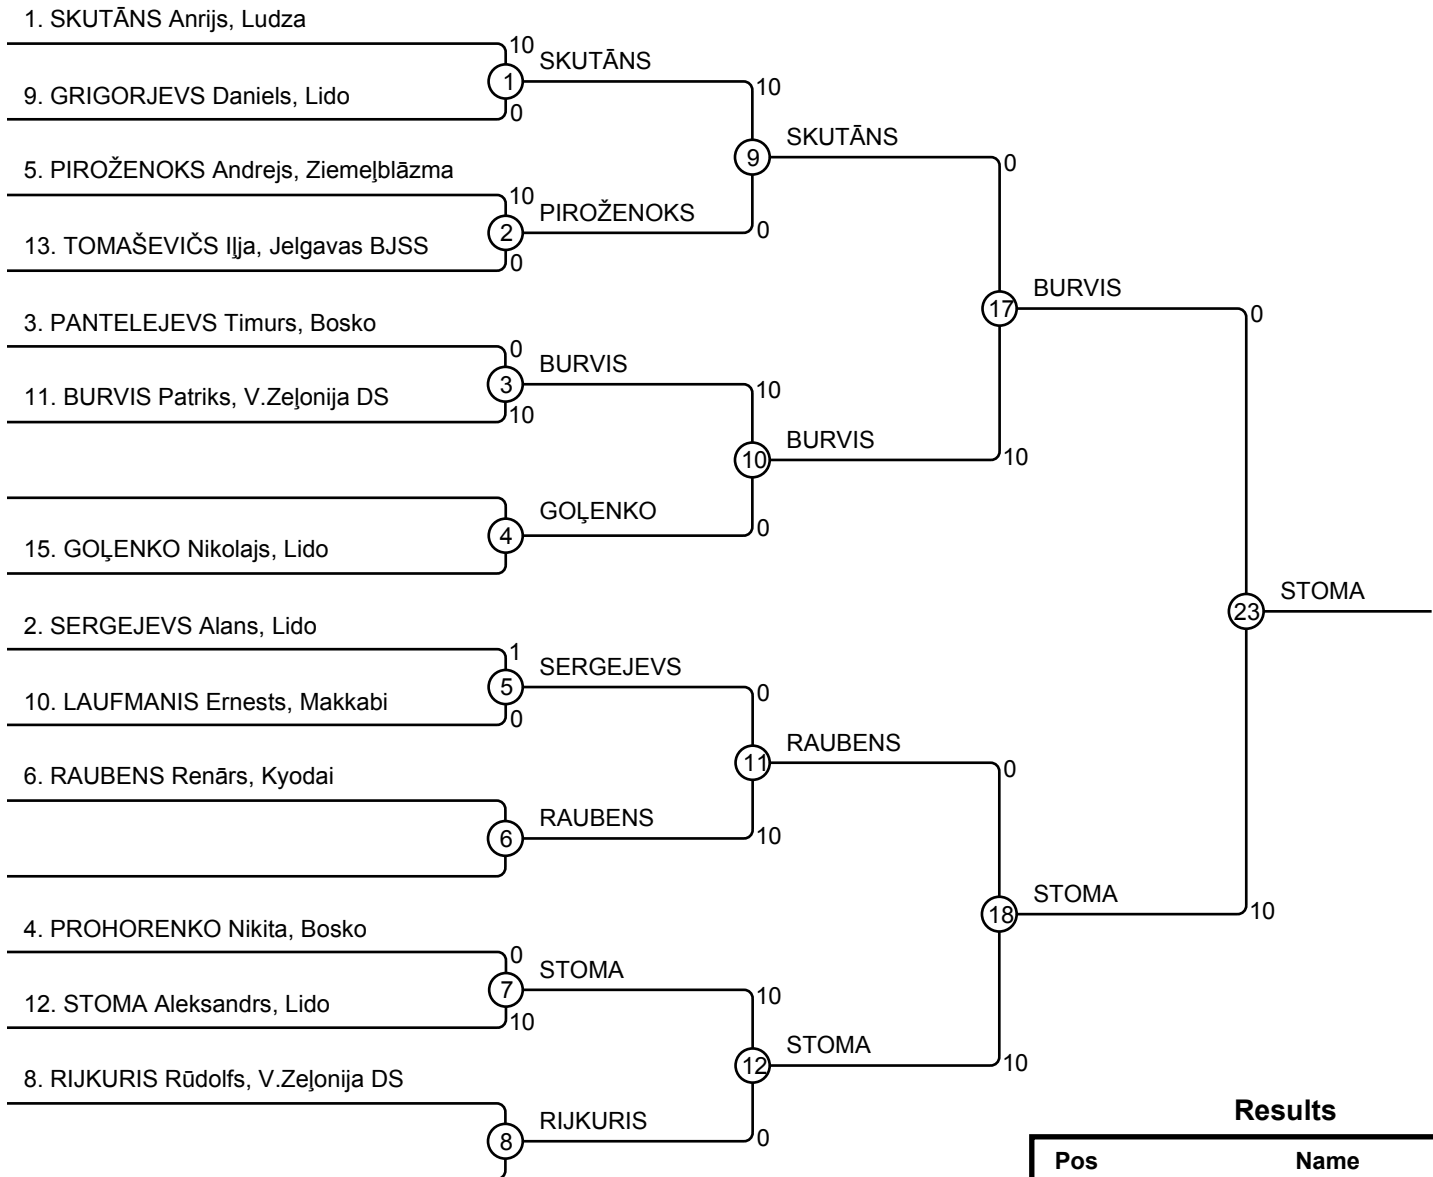 1. SKUTĀNS Anrijs, Ludza
10
SKUTĀNS
1
10
9. GRIGORJEVS Daniels, Lido
0
SKUTĀNS
9
0
5. PIROŽENOKS Andrejs, Ziemeļblāzma
10
PIROŽENOKS
2
0
13. TOMAŠEVIČS Iļja, Jelgavas BJSS
0
BURVIS
17
0
3. PANTELEJEVS Timurs, Bosko
0
BURVIS
3
10
11. BURVIS Patriks, V.Zeļonija DS
10
BURVIS
10
10
GOĻENKO
4
0
15. GOĻENKO Nikolajs, Lido
STOMA
23
2. SERGEJEVS Alans, Lido
1
SERGEJEVS
5
0
10. LAUFMANIS Ernests, Makkabi
0
RAUBENS
11
0
6. RAUBENS Renārs, Kyodai
RAUBENS
6
10
STOMA
18
10
4. PROHORENKO Nikita, Bosko
0
STOMA
7
10
12. STOMA Aleksandrs, Lido
10
STOMA
12
10
8. RIJKURIS Rūdolfs, V.Zeļonija DS
RIJKURIS
8
0
Results
Pos Name